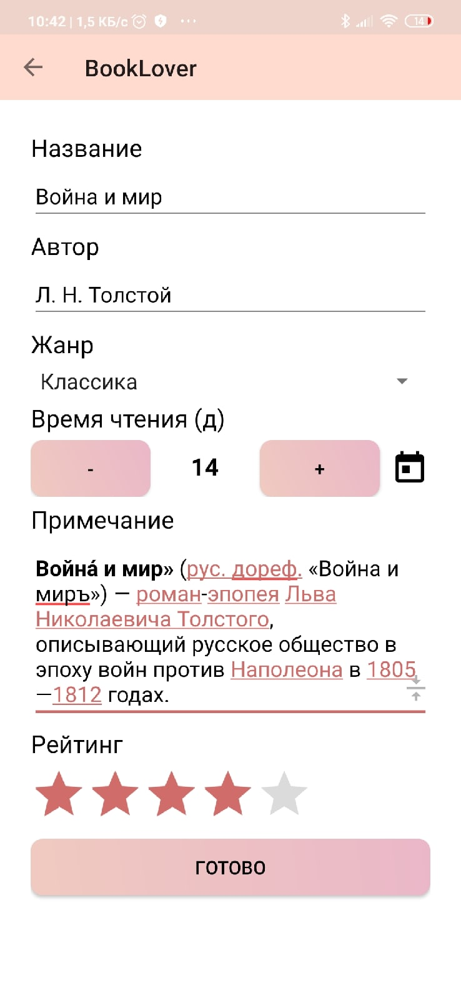 10:42 | 1,5 КБ/с ...
14
BookLover
Название
Война и мир
Автор
Л. Н. Толстой
Жанр
Классика
Время чтения (д)
- 14 +
Примечание
Война́ и мир» (рус. дореф. «Война и
миръ») — роман-эпопея Льва
Николаевича Толстого,
описывающий русское общество в
эпоху войн против Наполеона в 1805
—1812 годах.
Рейтинг
ГОТОВО